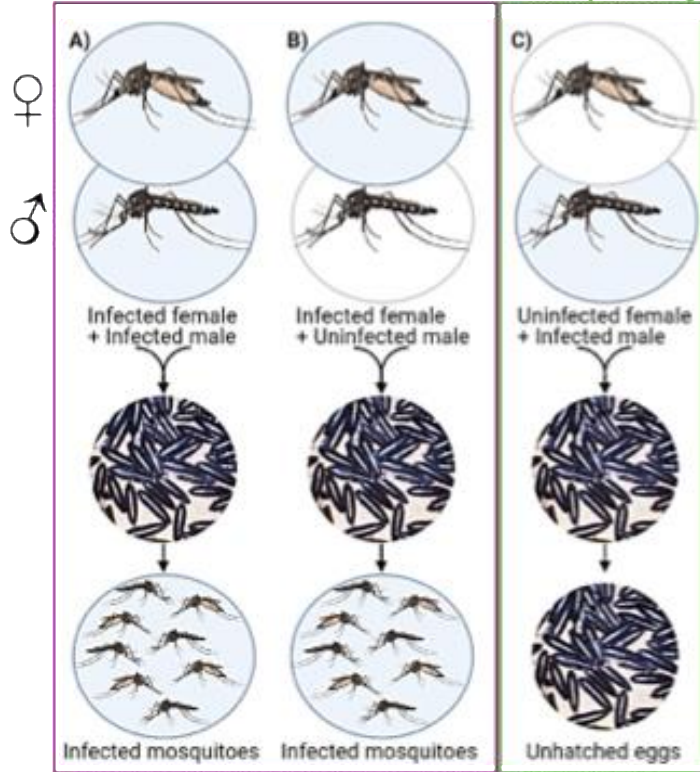 A)
B)
C)
♀
♂
Infected female
+ Infected male
Infected female
+ Uninfected male
Uninfected female
+ Infected male
Infected mosquitoes
Infected mosquitoes
Unhatched eggs